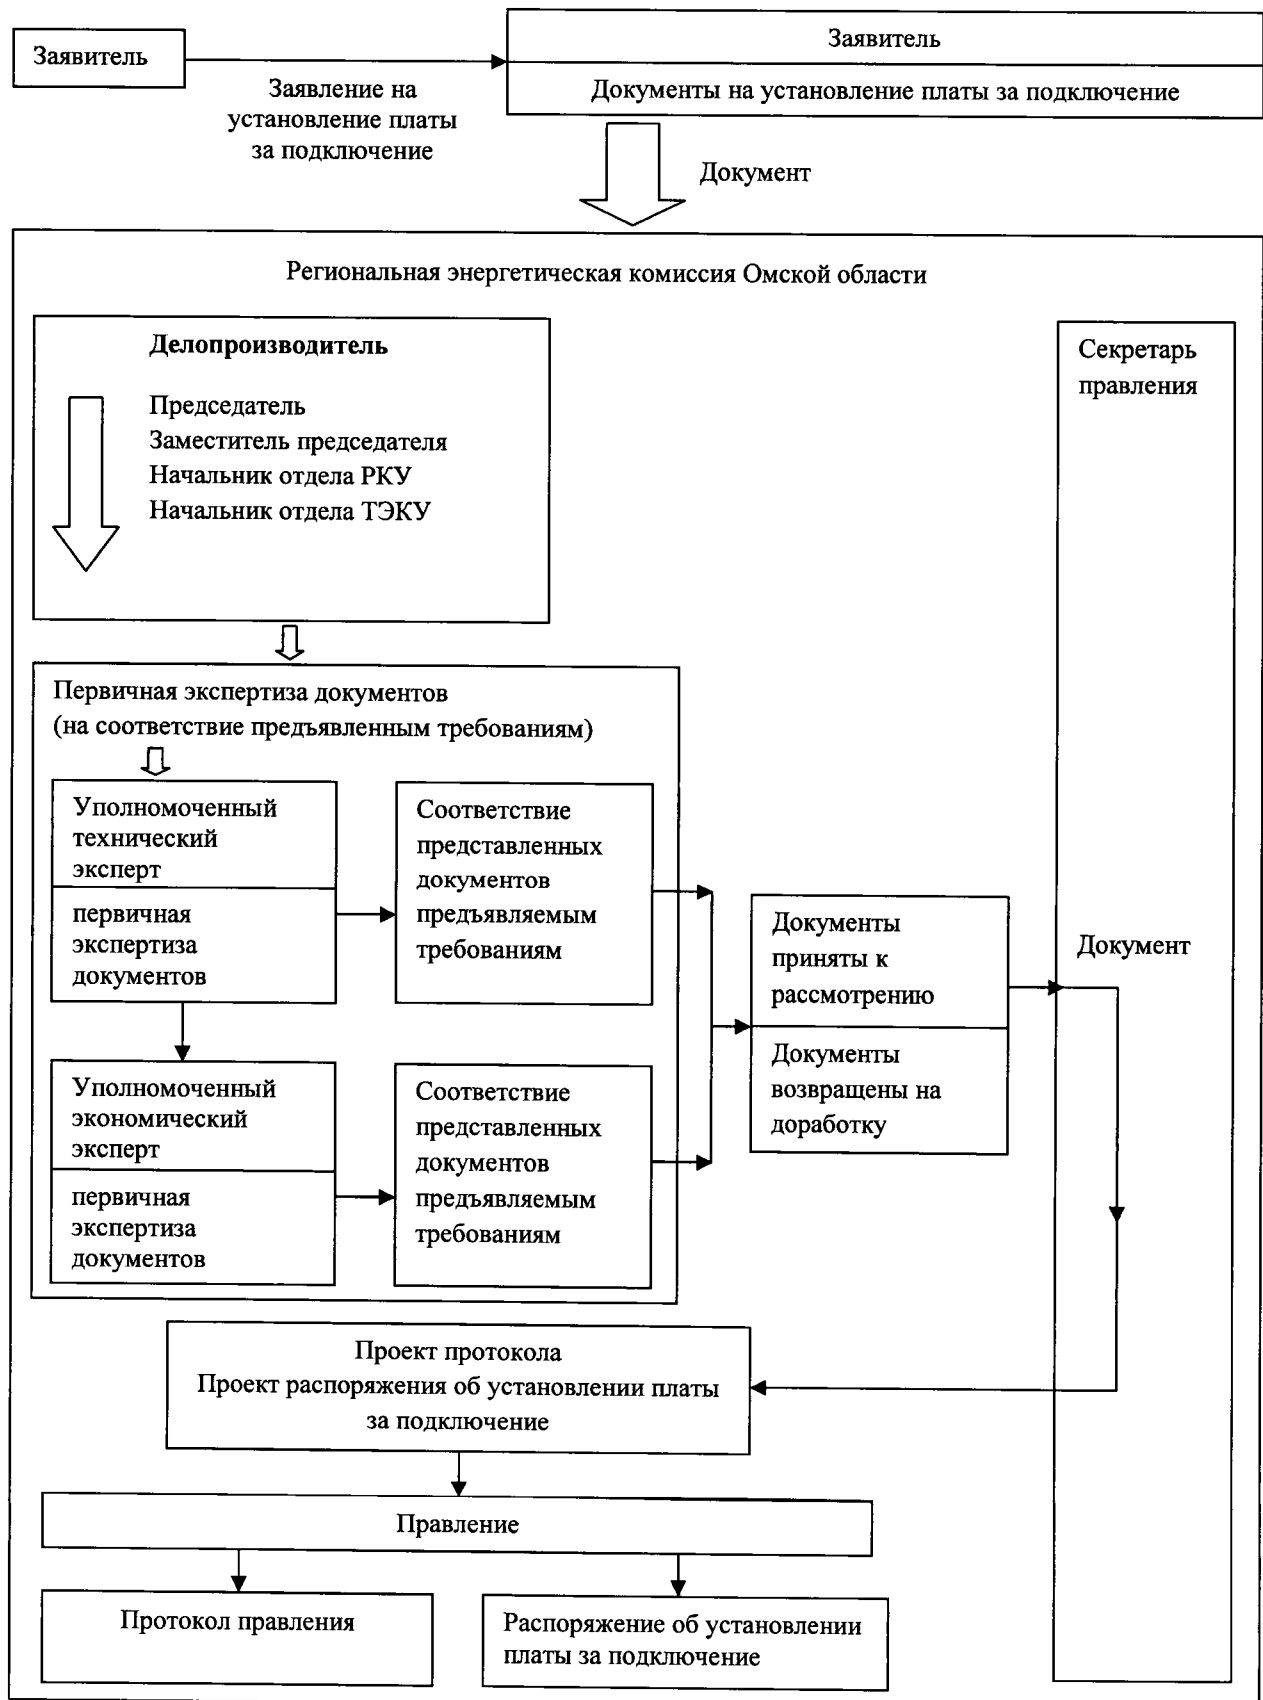 Заявитель
Заявление на
установление платы
за подключение
Заявитель
Документы на установление платы за подключение
Документ
Региональная энергетическая комиссия Омской области
Делопроизводитель
Председатель
Заместитель председателя
Начальник отдела РКУ
Начальник отдела ТЭКУ
Секретарь
правления
Первичная экспертиза документов
(на соответствие предъявленным требованиям)
Уполномоченный
технический
эксперт
первичная
экспертиза
документов
Соответствие
представленных
документов
предъявляемым
требованиям
Уполномоченный
экономический
эксперт
первичная
экспертиза
документов
Соответствие
представленных
документов
предъявляемым
требованиям
Документы
приняты к
рассмотрению
Документы
возвращены на
доработку
Документ
Проект протокола
Проект распоряжения об установлении платы
за подключение
Правление
Протокол правления
Распоряжение об установлении
платы за подключение